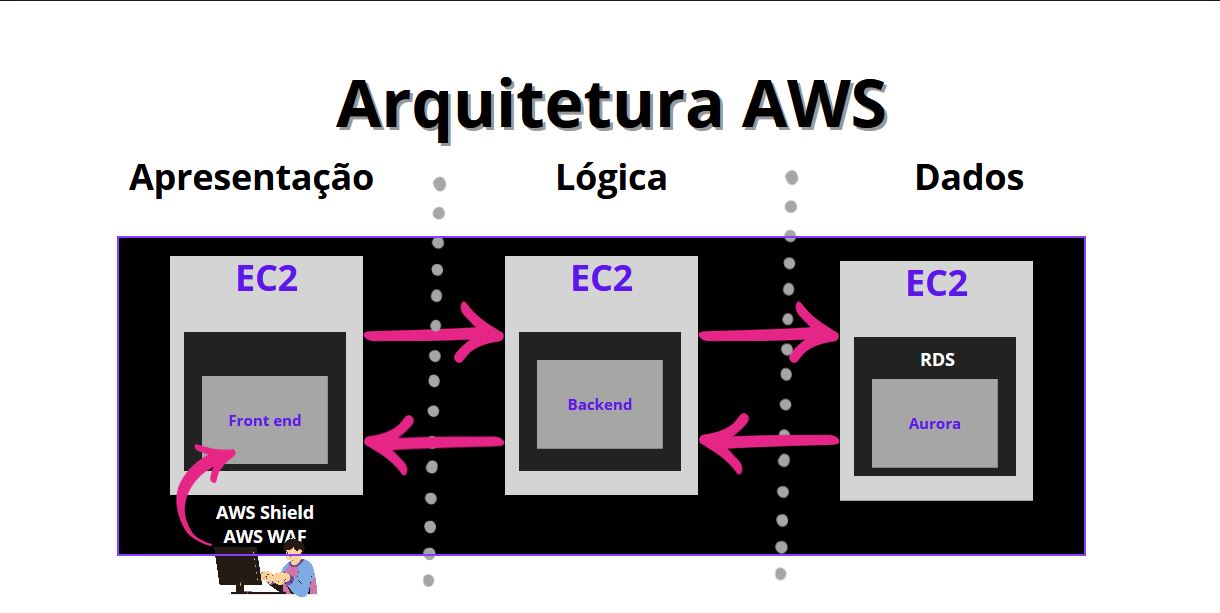 Arquitetura AWS
Apresentação
Lógica
Dados
EC2
Front end
AWS Shield
AWS WAF
EC2
Backend
EC2
RDS
Aurora